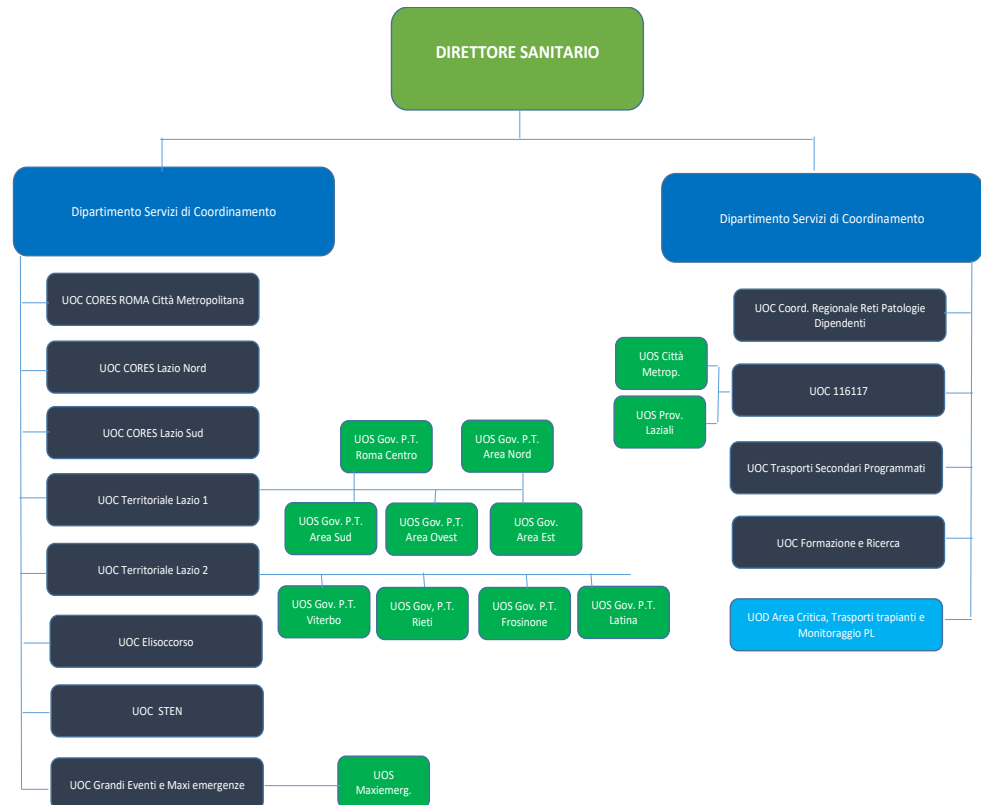 DIRETTORE SANITARIO
Dipartimento Servizi di Coordinamento
Dipartimento Servizi di Coordinamento
UOC CORES ROMA Città Metropolitana
UOC CORES Lazio Nord
UOC CORES Lazio Sud
UOC Territoriale Lazio 1
UOC Territoriale Lazio 2
UOC Elisoccorso
UOC STEN
UOC Grandi Eventi e Maxi emergenze
UOS Gov. P.T.
Roma Centro
UOS Gov. P.T.
Area Nord
UOS Gov. P.T.
Area Sud
UOS Gov. P.T.
Area Ovest
UOS Gov.
Area Est
UOS Gov. P.T.
Viterbo
UOS Gov, P.T.
Rieti
UOS Gov. P.T.
Frosinone
UOS Gov. P.T.
Latina
UOS
Maxiemerg.
UOC Coord. Regionale Reti Patologie
Dipendenti
UOS Città
Metrop.
UOS Prov.
Laziali
UOC 116117
UOC Trasporti Secondari Programmati
UOC Formazione e Ricerca
UOD Area Critica, Trasporti trapianti e
Monitoraggio PL